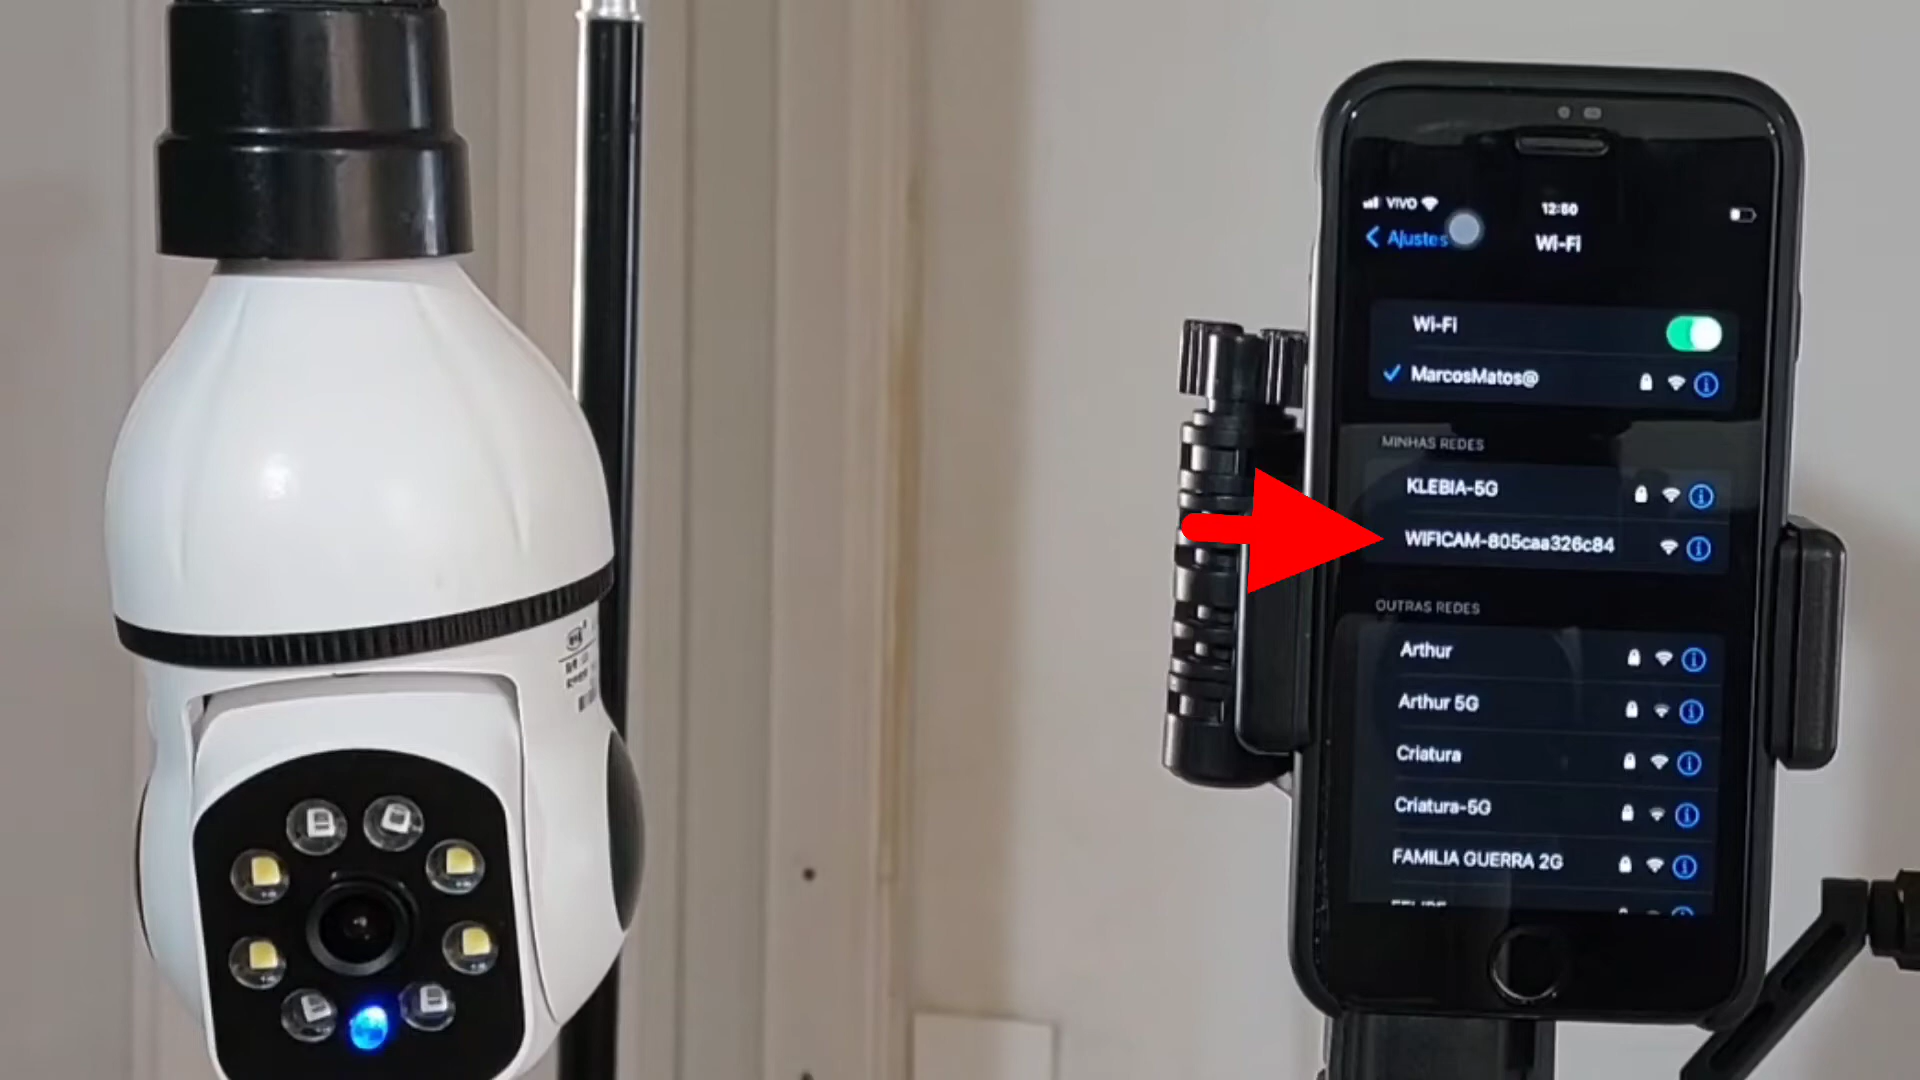 VIVO
12:50
Ajustes
Wi-Fi
Wi-Fi
MarcosMatos@
MINHAS REDES
KLEBIA-5G
WIFICAM-805caa326c84
OUTRAS REDES
Arthur
Arthur 5G
Criatura
Criatura-5G
FAMILIA GUERRA 2G